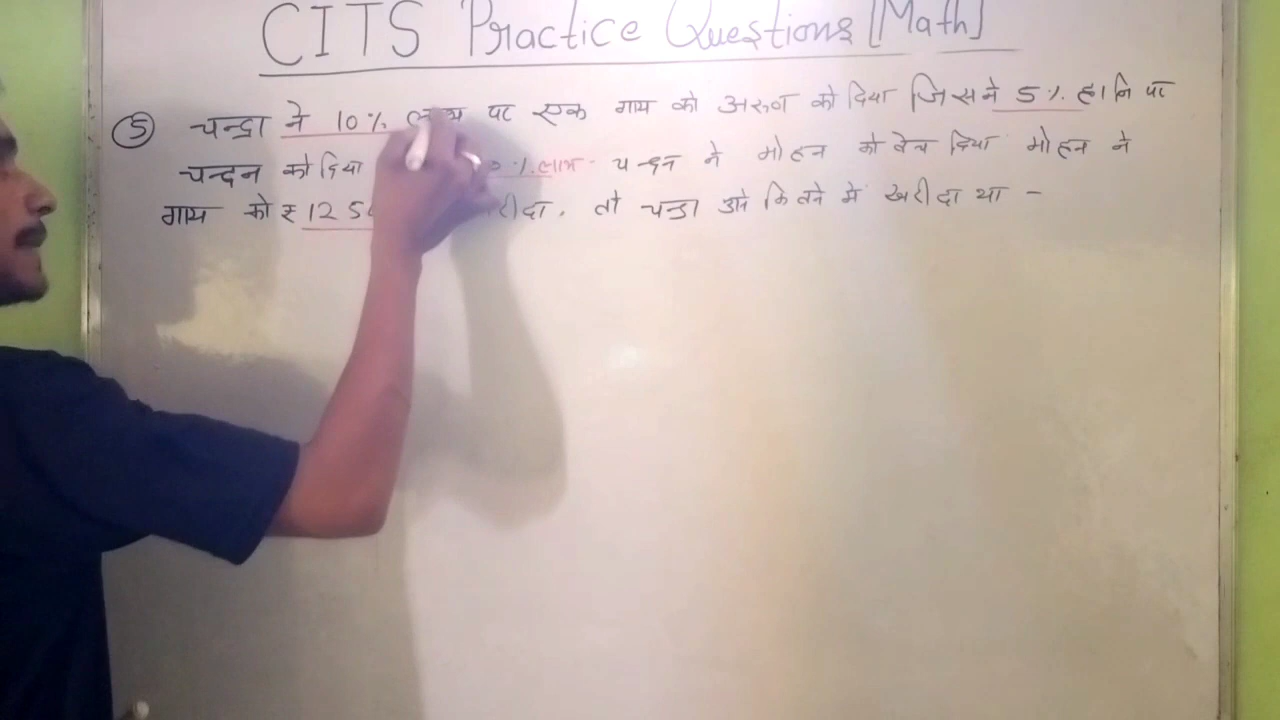 CITS Practice Questions [Math]
⑤ चन्द्रा ने 10% लाभ पर एक गाय को अरुण को दिया जिसने 5% हानि पर
चन्दन को दिया %लाभ चन्दन ने मोहन को बेच दिया मोहन ने
गाय को ₹ तो चन्द्रा उसे कितने में खरीदा था -